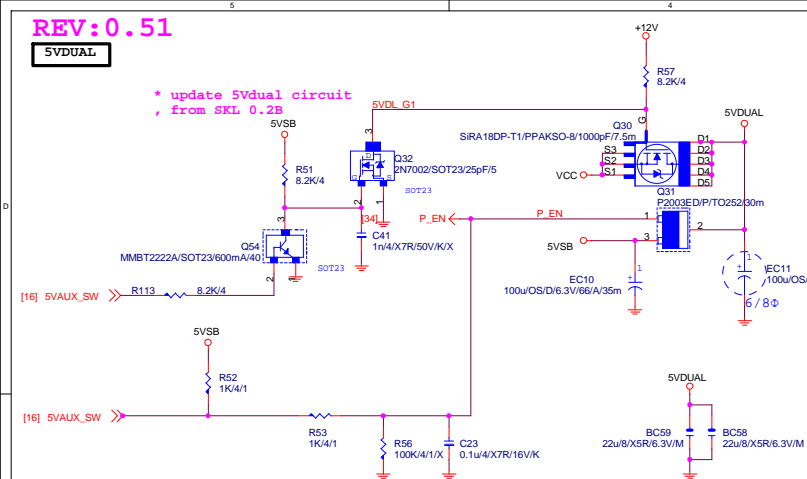 5
4
REV:0.51
5VDUAL
* update 5Vdual circuit
, from SKL 0.2B
+12V
R57
8.2K/4
5VDL_G1
5VDUAL
5VSB
R51
8.2K/4
3
D
G
S
Q32
2N7002/SOT23/25pF/5
SOT23
2
1
G
Q30
SiRA18DP-T1/PPAKSO-8/1000pF/7.5m
S3
S2
S1
D1
D2
D3
D4
D5
VCC
Q31
P2003ED/P/TO252/30m
D
[34]
P_EN
P_EN
1
2
3
5VSB
C41
1n/4/X7R/50V/K/X
Q54
MMBT2222A/SOT23/600mA/40
3
2
1
SOT23
EC10
100u/OS/D/6.3V/66/A/35m
+
1
EC11
100u/OS/
+
1
6/8Φ
[16] 5VAUX_SW
R113
8.2K/4
5VSB
R52
1K/4/1
[16] 5VAUX_SW
R53
1K/4/1
R56
100K/4/1/X
C23
0.1u/4/X7R/16V/K
5VDUAL
BC59
22u/8/X5R/6.3V/M
BC58
22u/8/X5R/6.3V/M